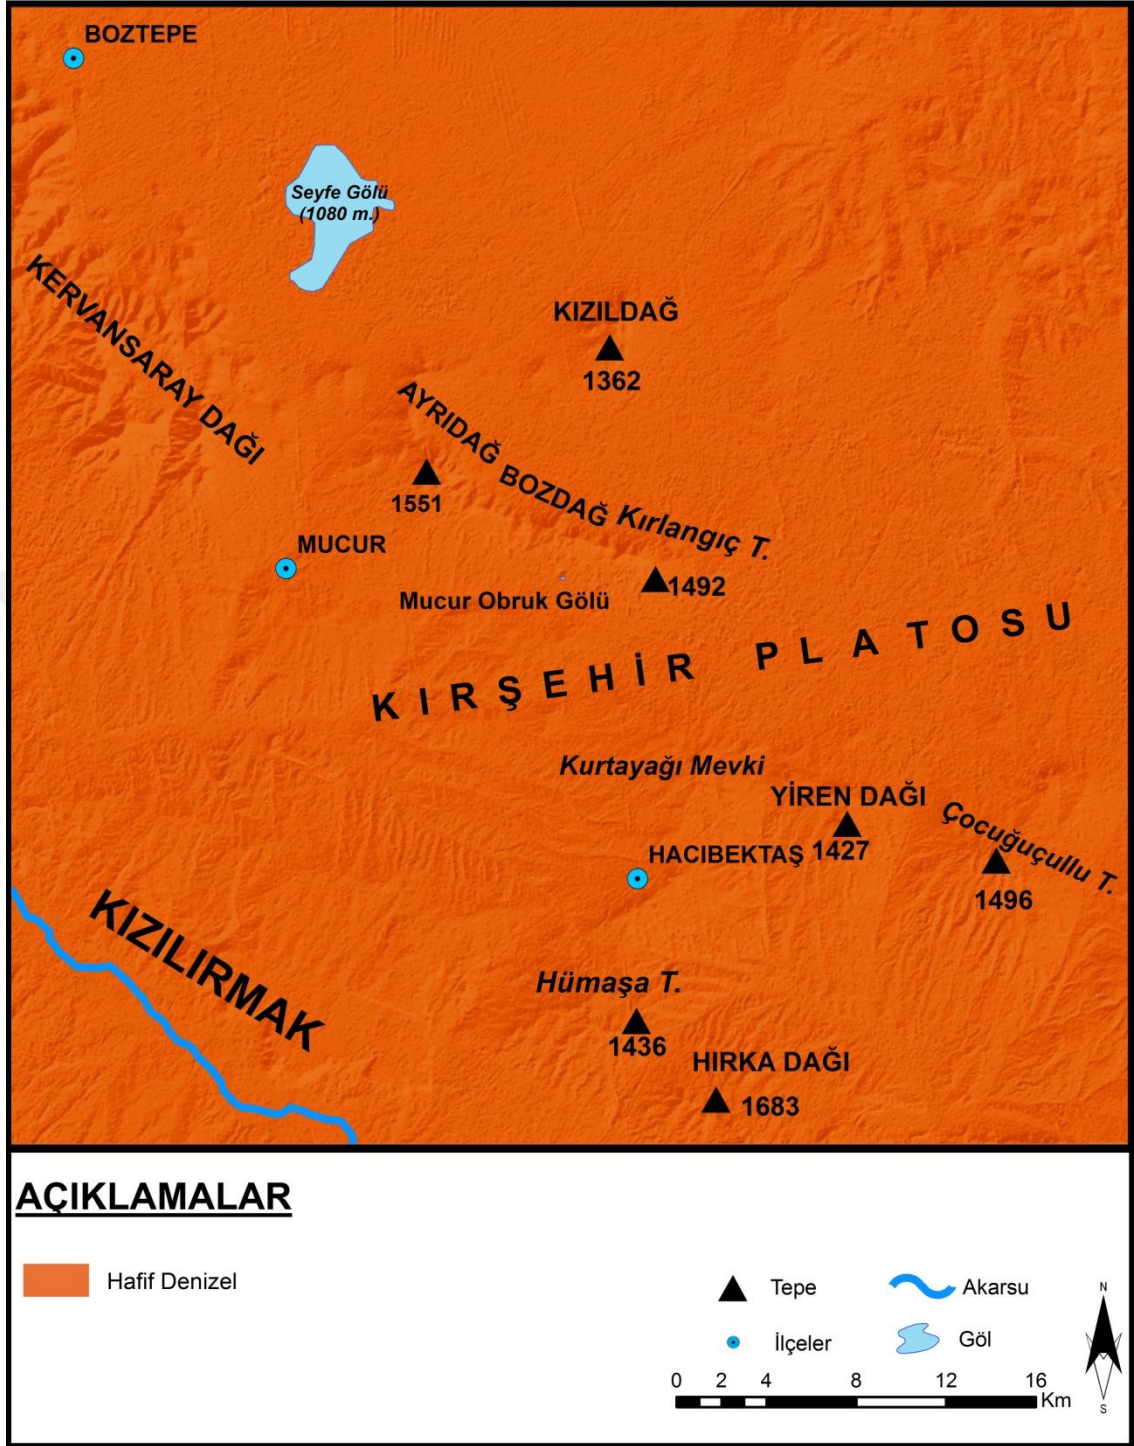 BOZTEPE
Seyfe Gölü
(1080 m.)
KERVANSARAY DAĞI
KIZILDAĞ
1362
AYRIDAĞ
BOZDAĞ
Kırlangıç T.
1551
MUCUR
1492
Mucur Obruk Gölü
KIRŞEHİR PLATOSU
Kurtayağı Mevki
YİREN DAĞI
1427
Çocuğuçullu T.
1496
HACIBEKTAŞ
KIZILIRMAK
Hümaşa T.
1436
HIRKA DAĞI
1683
AÇIKLAMALAR
Hafif Denizel
Tepe
Akarsu
İlçeler
Göl
N
S
0 2 4 8 12 16
Km